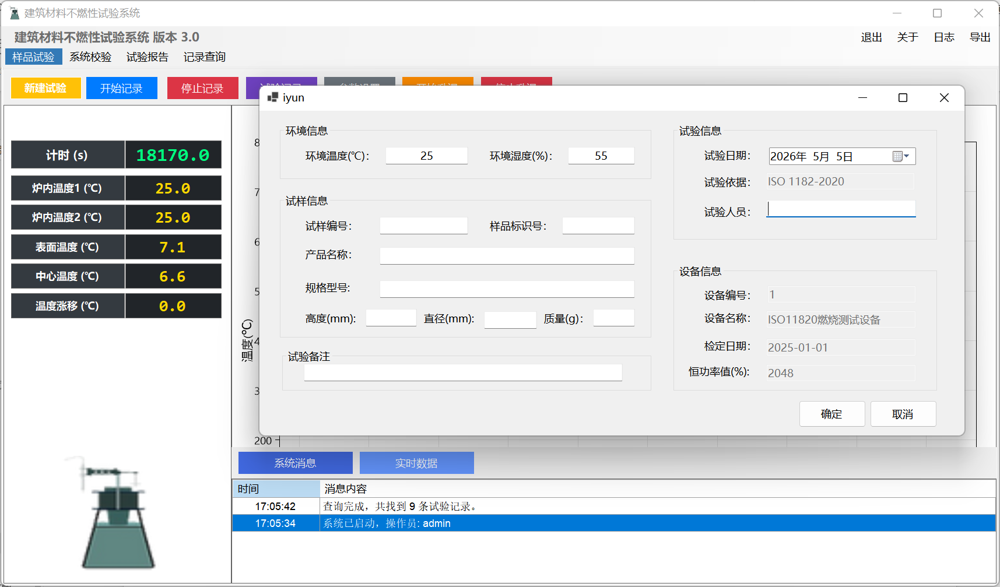 建筑材料不燃性试验系统
建筑材料不燃性试验系统 版本 3.0
退出 关于 日志 导出
样品试验 系统校验 试验报告 记录查询
新建试验 开始记录 停止记录
iyun
计时 (s) 18170.0
炉内温度1 (℃) 25.0
炉内温度2 (℃) 25.0
表面温度 (℃) 7.1
中心温度 (℃) 6.6
温度涨移 (℃) 0.0
8
7
6
5
4
3
200
温度(℃)
环境信息
环境温度(℃): 25 环境湿度(%): 55
试样信息
试样编号: 样品标识号:
产品名称:
规格型号:
高度(mm): 直径(mm): 质量(g):
试验备注
试验信息
试验日期: 2026年 5月 5日
试验依据: ISO 1182-2020
试验人员:
设备信息
设备编号: 1
设备名称: ISO11820燃烧测试设备
检定日期: 2025-01-01
恒功率值(%): 2048
确定 取消
系统消息 实时数据
时间 消息内容
17:05:42 查询完成，共找到 9 条试验记录。
17:05:34 系统已启动，操作员: admin